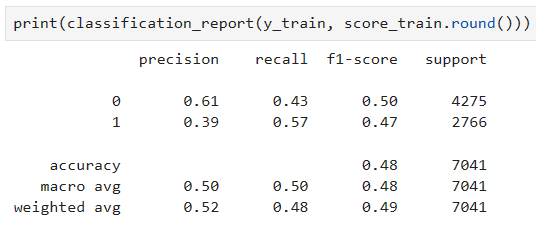 print(classification_report(y_train, score_train.round()))
precision recall f1-score support
0 0.61 0.43 0.50 4275
1 0.39 0.57 0.47 2766
accuracy 0.48 7041
macro avg 0.50 0.50 0.48 7041
weighted avg 0.52 0.48 0.49 7041